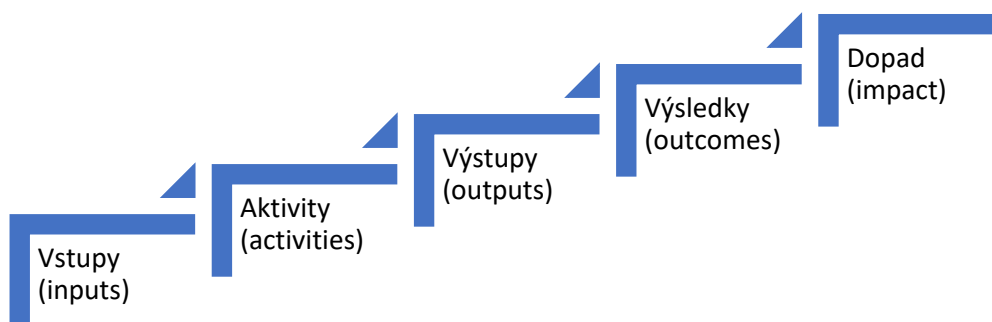 Vstupy
(inputs)
Aktivity
(activities)
Výstupy
(outputs)
Výsledky
(outcomes)
Dopad
(impact)